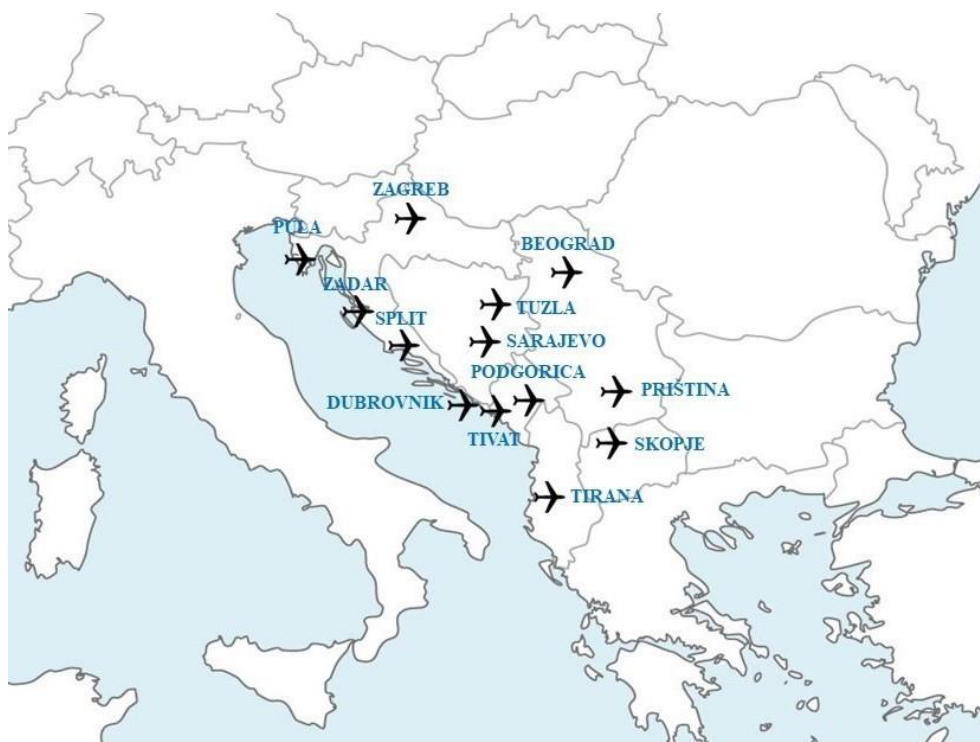 ZAGREB
PULA
BEOGRAD
ZADAR
TUZLA
SPLIT
SARAJEVO
PODGORICA
PRIŠTINA
DUBROVNIK
TIVAT
SKOPJE
TIRANA